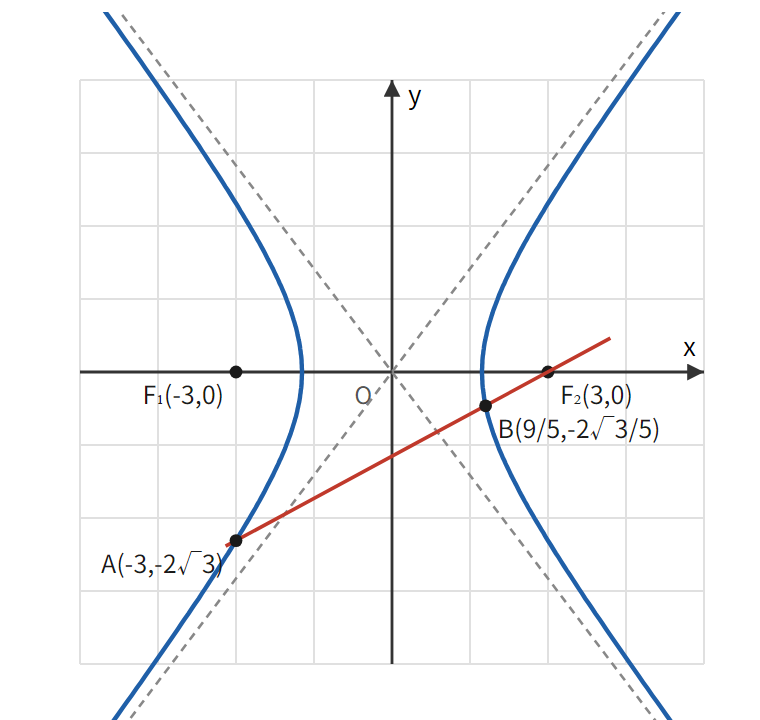 y
x
F₁(-3,0)
O
F₂(3,0)
B(9/5,-2√3/5)
A(-3,-2√3)